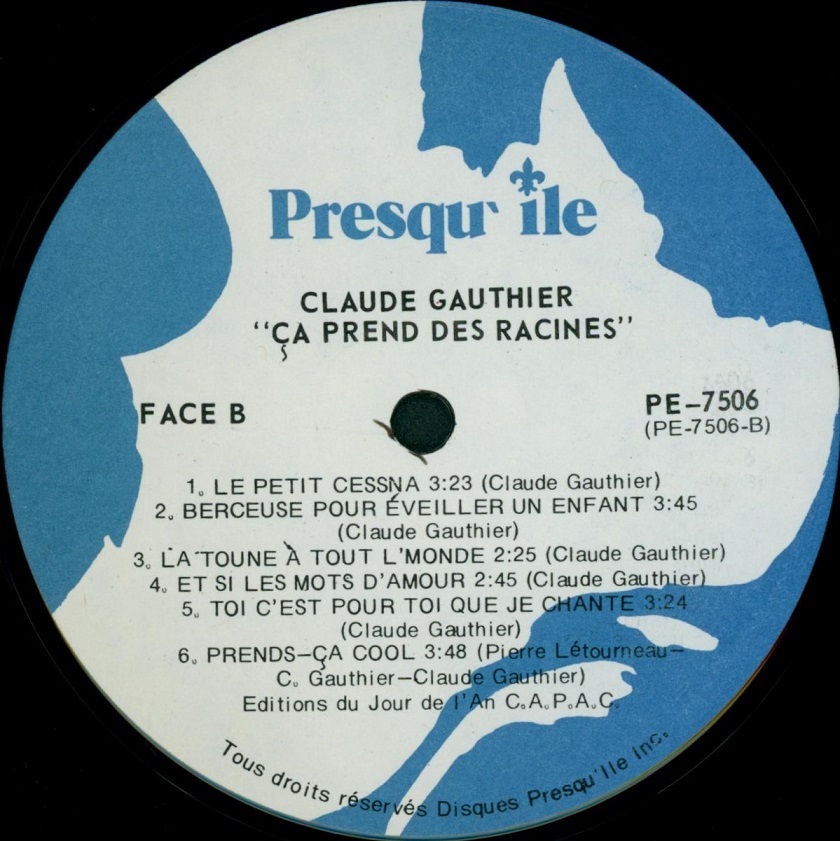 Presqu' île
CLAUDE GAUTHIER
"ÇA PREND DES RACINES"
FACE B
PE-7506
(PE-7506-B)
1. LE PETIT CESSNA 3:23 (Claude Gauthier)
2. BERCEUSE POUR ÉVEILLER UN ENFANT 3:45
(Claude Gauthier)
3. LA TOUNE À TOUT L'MONDE 2:25 (Claude Gauthier)
4. ET SI LES MOTS D'AMOUR 2:45 (Claude Gauthier)
5. TOI C'EST POUR TOI QUE JE CHANTE 3:24
(Claude Gauthier)
6. PRENDS-ÇA COOL 3:48 (Pierre Létourneau-
C. Gauthier-Claude Gauthier)
Editions du Jour de l'An C.A.P.A.C.
Tous droits réservés Disques Presqu'Ile Inc.